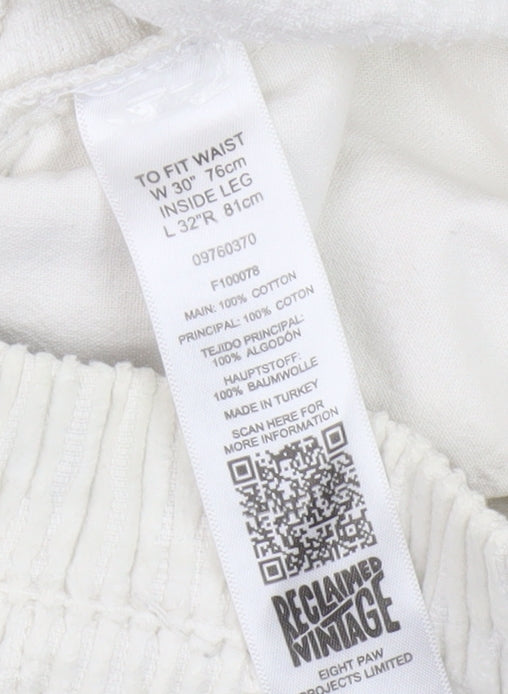 TO FIT WAIST
W 30" 76cm
INSIDE LEG
L 32"R 81cm
09760370
F100078
MAIN: 100% COTTON
PRINCIPAL: 100% COTON
TEJIDO PRINCIPAL:
100% ALGODÓN
HAUPTSTOFF:
100% BAUMWOLLE
MADE IN TURKEY
SCAN HERE FOR
MORE INFORMATION
RECLAIMED
VINTAGE
EIGHT PAW
PROJECTS LIMITED